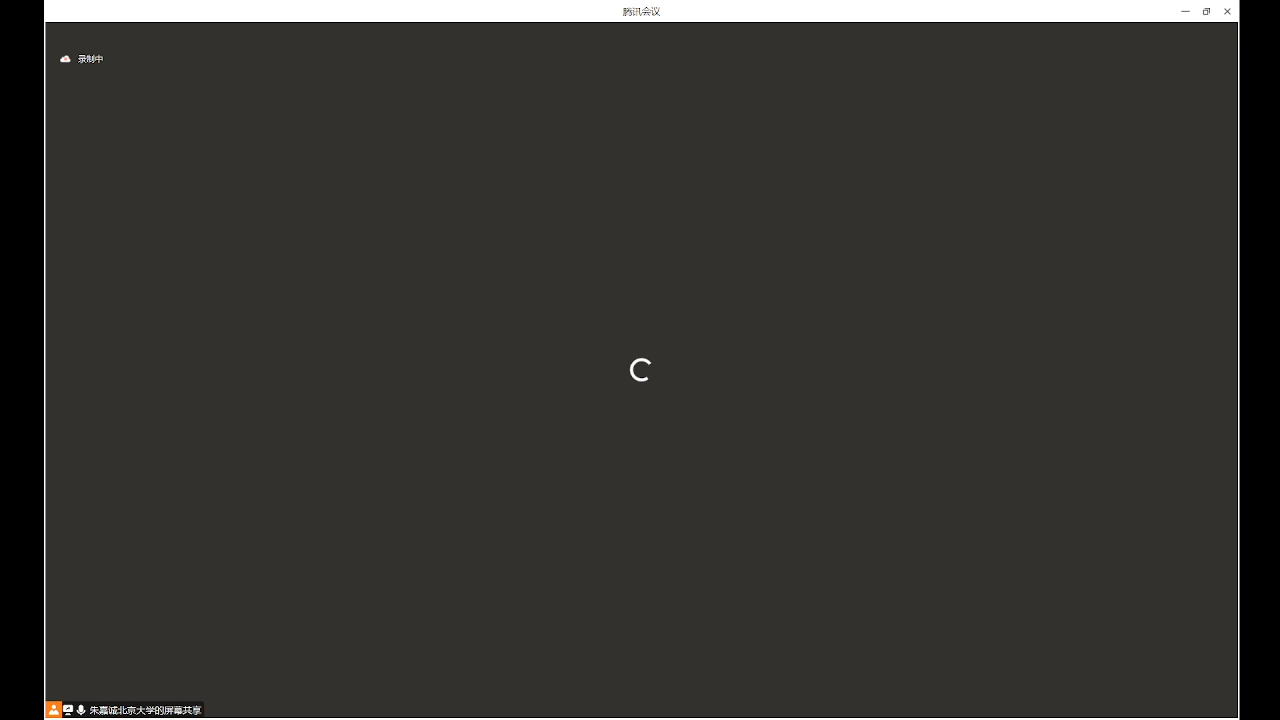 腾讯会议
录制中
朱嘉诚北京大学的屏幕共享